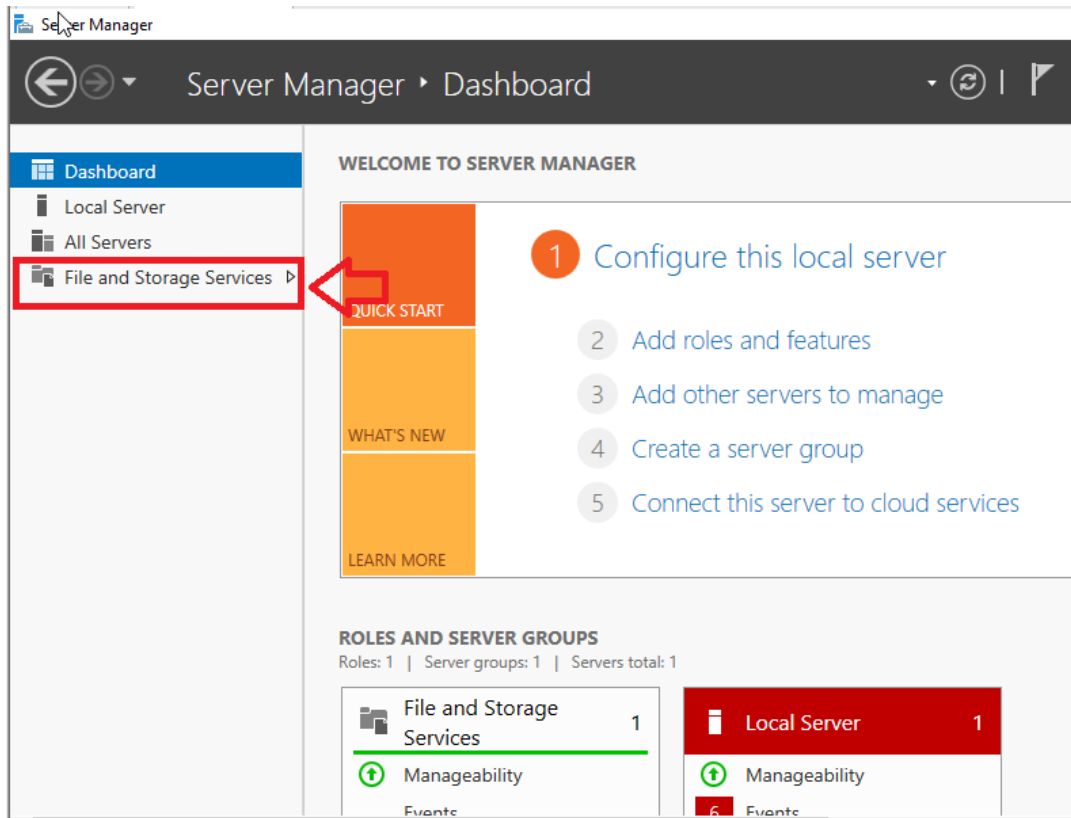 Server Manager
Server Manager ‣ Dashboard
Dashboard
Local Server
All Servers
File and Storage Services
WELCOME TO SERVER MANAGER
QUICK START
WHAT'S NEW
LEARN MORE
1 Configure this local server
2 Add roles and features
3 Add other servers to manage
4 Create a server group
5 Connect this server to cloud services
ROLES AND SERVER GROUPS
Roles: 1 | Server groups: 1 | Servers total: 1
File and Storage
Services 1
Manageability
Events
Local Server 1
Manageability
6 Events